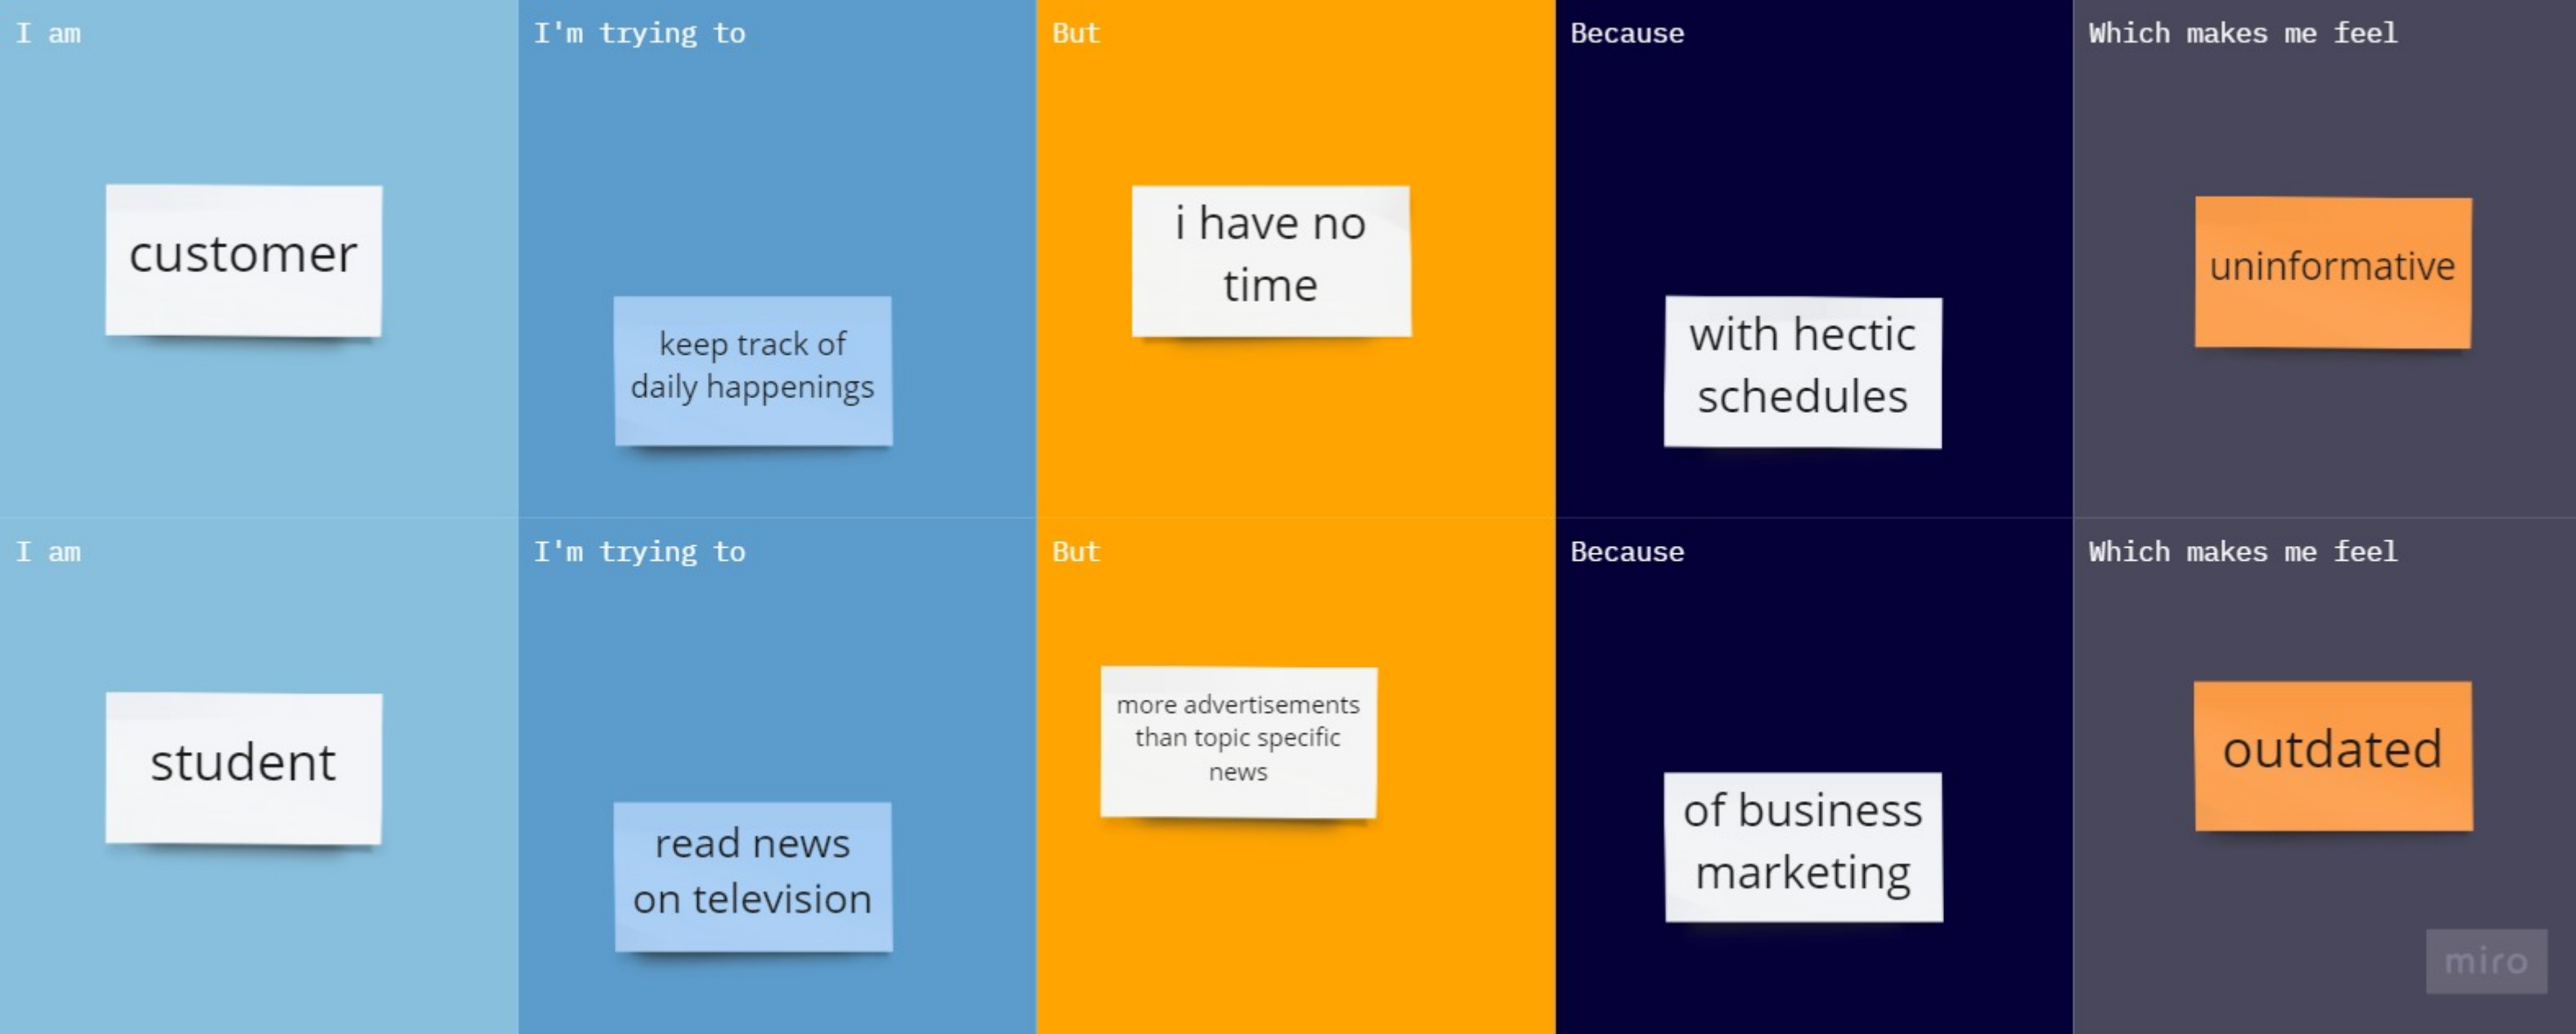 I am
customer
I'm trying to
keep track of
daily happenings
But
i have no
time
Because
with hectic
schedules
Which makes me feel
uninformative
I am
student
I'm trying to
read news
on television
But
more advertisements
than topic specific
news
Because
of business
marketing
Which makes me feel
outdated
miro